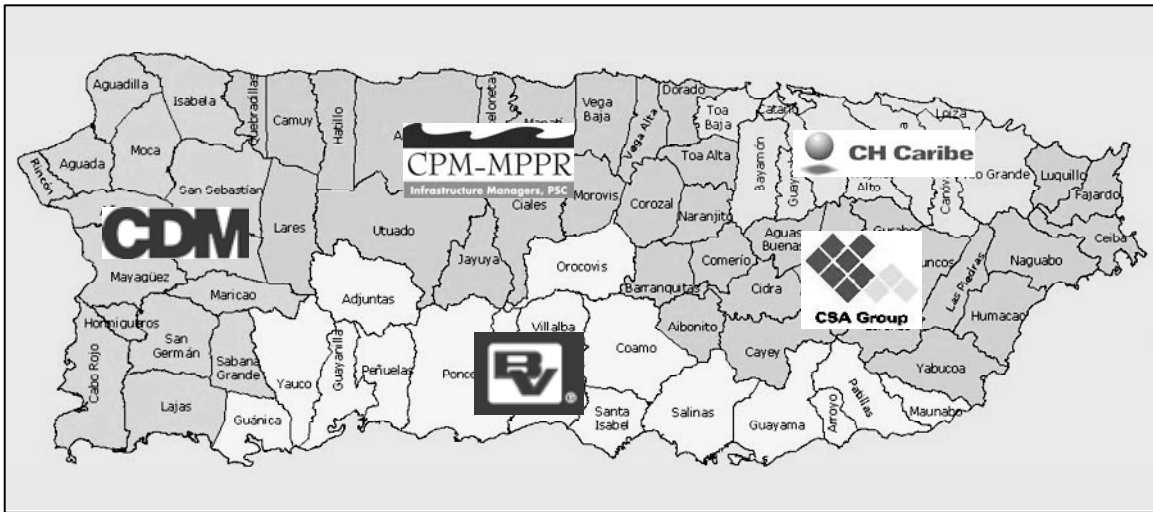 Aguadilla
Isabela
Quebradillas
Camuy
Hatillo
Vega
Baja
Vega Alta
Dorado
Toa
Baja
Loiza
Rincón
Aguada
Moca
San Sebastían
Lares
Utuado
CPM-MPPR
Infrastructure Managers, PSC
Ciales
Morovis
Corozal
Toa Alta
Naranjito
Bayamón
CH Caribe
Alto
Luquillo
Fajardo
Ceiba
CDM
Mayagüez
Maricao
Adjuntas
Jayuya
Orocovis
Barranquitas
Comerío
Aguas
Buenas
Cidra
CSA Group
Las Piedras
Naguabo
Humacao
Yabucoa
Hormigueros
Cabo Rojo
San
Germán
Sabana
Grande
Lajas
Guánica
Yauco
Guayanilla
Peñuelas
Ponce
Villalba
BV®
Coamo
Aibonito
Cayey
Santa
Isabel
Salinas
Guayama
Arroyo
Patillas
Maunabo